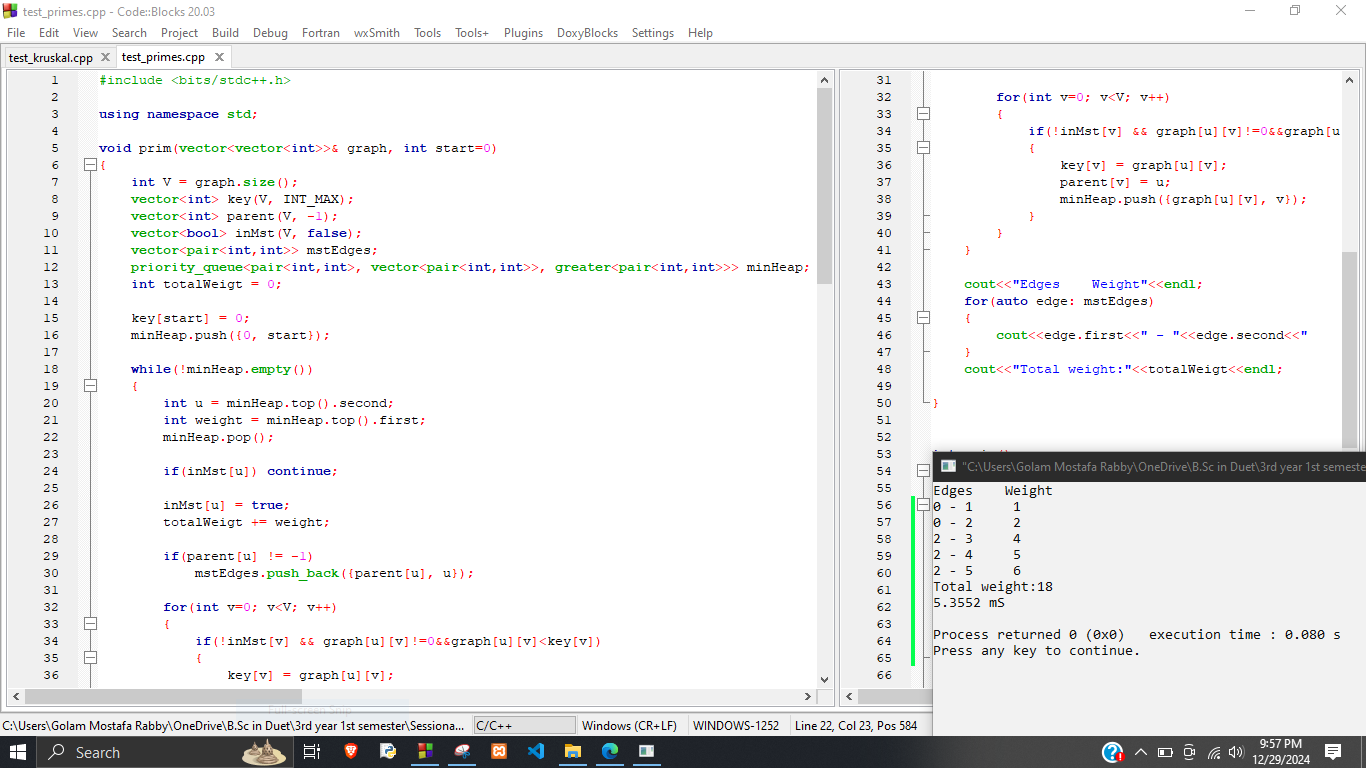 test_primes.cpp - Code::Blocks 20.03
File Edit View Search Project Build Debug Fortran wxSmith Tools Tools+ Plugins DoxyBlocks Settings Help
test_kruskal.cpp test_primes.cpp
1 #include <bits/stdc++.h>
2
3 using namespace std;
4
5 void prim(vector<vector<int>>& graph, int start=0)
6 {
7 int V = graph.size();
8 vector<int> key(V, INT_MAX);
9 vector<int> parent(V, -1);
10 vector<bool> inMst(V, false);
11 vector<pair<int,int>> mstEdges;
12 priority_queue<pair<int,int>, vector<pair<int,int>>, greater<pair<int,int>>> minHeap;
13 int totalWeigt = 0;
14
15 key[start] = 0;
16 minHeap.push({0, start});
17
18 while(!minHeap.empty())
19 {
20 int u = minHeap.top().second;
21 int weight = minHeap.top().first;
22 minHeap.pop();
23
24 if(inMst[u]) continue;
25
26 inMst[u] = true;
27 totalWeigt += weight;
28
29 if(parent[u] != -1)
30 mstEdges.push_back({parent[u], u});
31
32 for(int v=0; v<V; v++)
33 {
34 if(!inMst[v] && graph[u][v]!=0&&graph[u][v]<key[v])
35 {
36 key[v] = graph[u][v];
31
32 for(int v=0; v<V; v++)
33 {
34 if(!inMst[v] && graph[u][v]!=0&&graph[u
35 {
36 key[v] = graph[u][v];
37 parent[v] = u;
38 minHeap.push({graph[u][v], v});
39 }
40 }
41 }
42
43 cout<<"Edges    Weight"<<endl;
44 for(auto edge: mstEdges)
45 {
46 cout<<edge.first<<" - "<<edge.second<<"
47 }
48 cout<<"Total weight:"<<totalWeigt<<endl;
49
50 }
51
52
53
54
55
56
57
58
59
60
61
62
63
64
65
66
"C:\Users\Golam Mostafa Rabby\OneDrive\B.Sc in Duet\3rd year 1st semeste
Edges    Weight
0 - 1     1
0 - 2     2
2 - 3     4
2 - 4     5
2 - 5     6
Total weight:18
5.3552 mS
Process returned 0 (0x0)   execution time : 0.080 s
Press any key to continue.
Full-screen Snip
C:\Users\Golam Mostafa Rabby\OneDrive\B.Sc in Duet\3rd year 1st semester\Sessiona... C/C++ Windows (CR+LF) WINDOWS-1252 Line 22, Col 23, Pos 584
Search
9:57 PM
12/29/2024